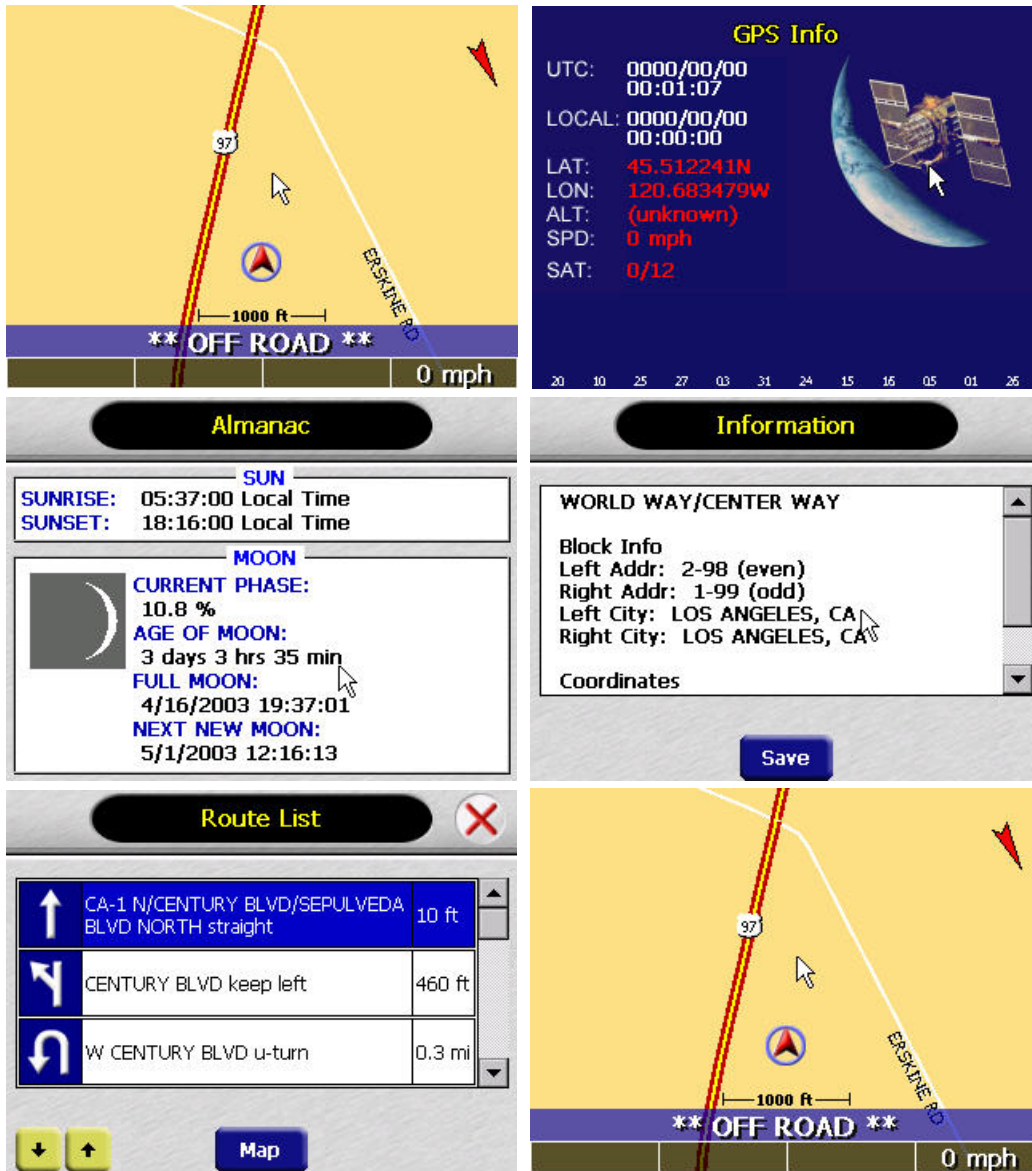 97
ERSKINE RD
1000 ft
** OFF ROAD **
0 mph
GPS Info
UTC: 0000/00/00
00:01:07
LOCAL: 0000/00/00
00:00:00
LAT: 45.512241N
LON: 120.683479W
ALT: (unknown)
SPD: 0 mph
SAT: 0/12
20 10 25 27 03 31 24 15 16 05 01 26
Almanac
SUN
SUNRISE: 05:37:00 Local Time
SUNSET: 18:16:00 Local Time
MOON
CURRENT PHASE:
10.8 %
AGE OF MOON:
3 days 3 hrs 35 min
FULL MOON:
4/16/2003 19:37:01
NEXT NEW MOON:
5/1/2003 12:16:13
Information
WORLD WAY/CENTER WAY
Block Info
Left Addr: 2-98 (even)
Right Addr: 1-99 (odd)
Left City: LOS ANGELES, CA
Right City: LOS ANGELES, CA
Coordinates
Save
Route List
CA-1 N/CENTURY BLVD/SEPULVEDA
BLVD NORTH straight
10 ft
CENTURY BLVD keep left
460 ft
W CENTURY BLVD u-turn
0.3 mi
Map
97
ERSKINE RD
1000 ft
** OFF ROAD **
0 mph